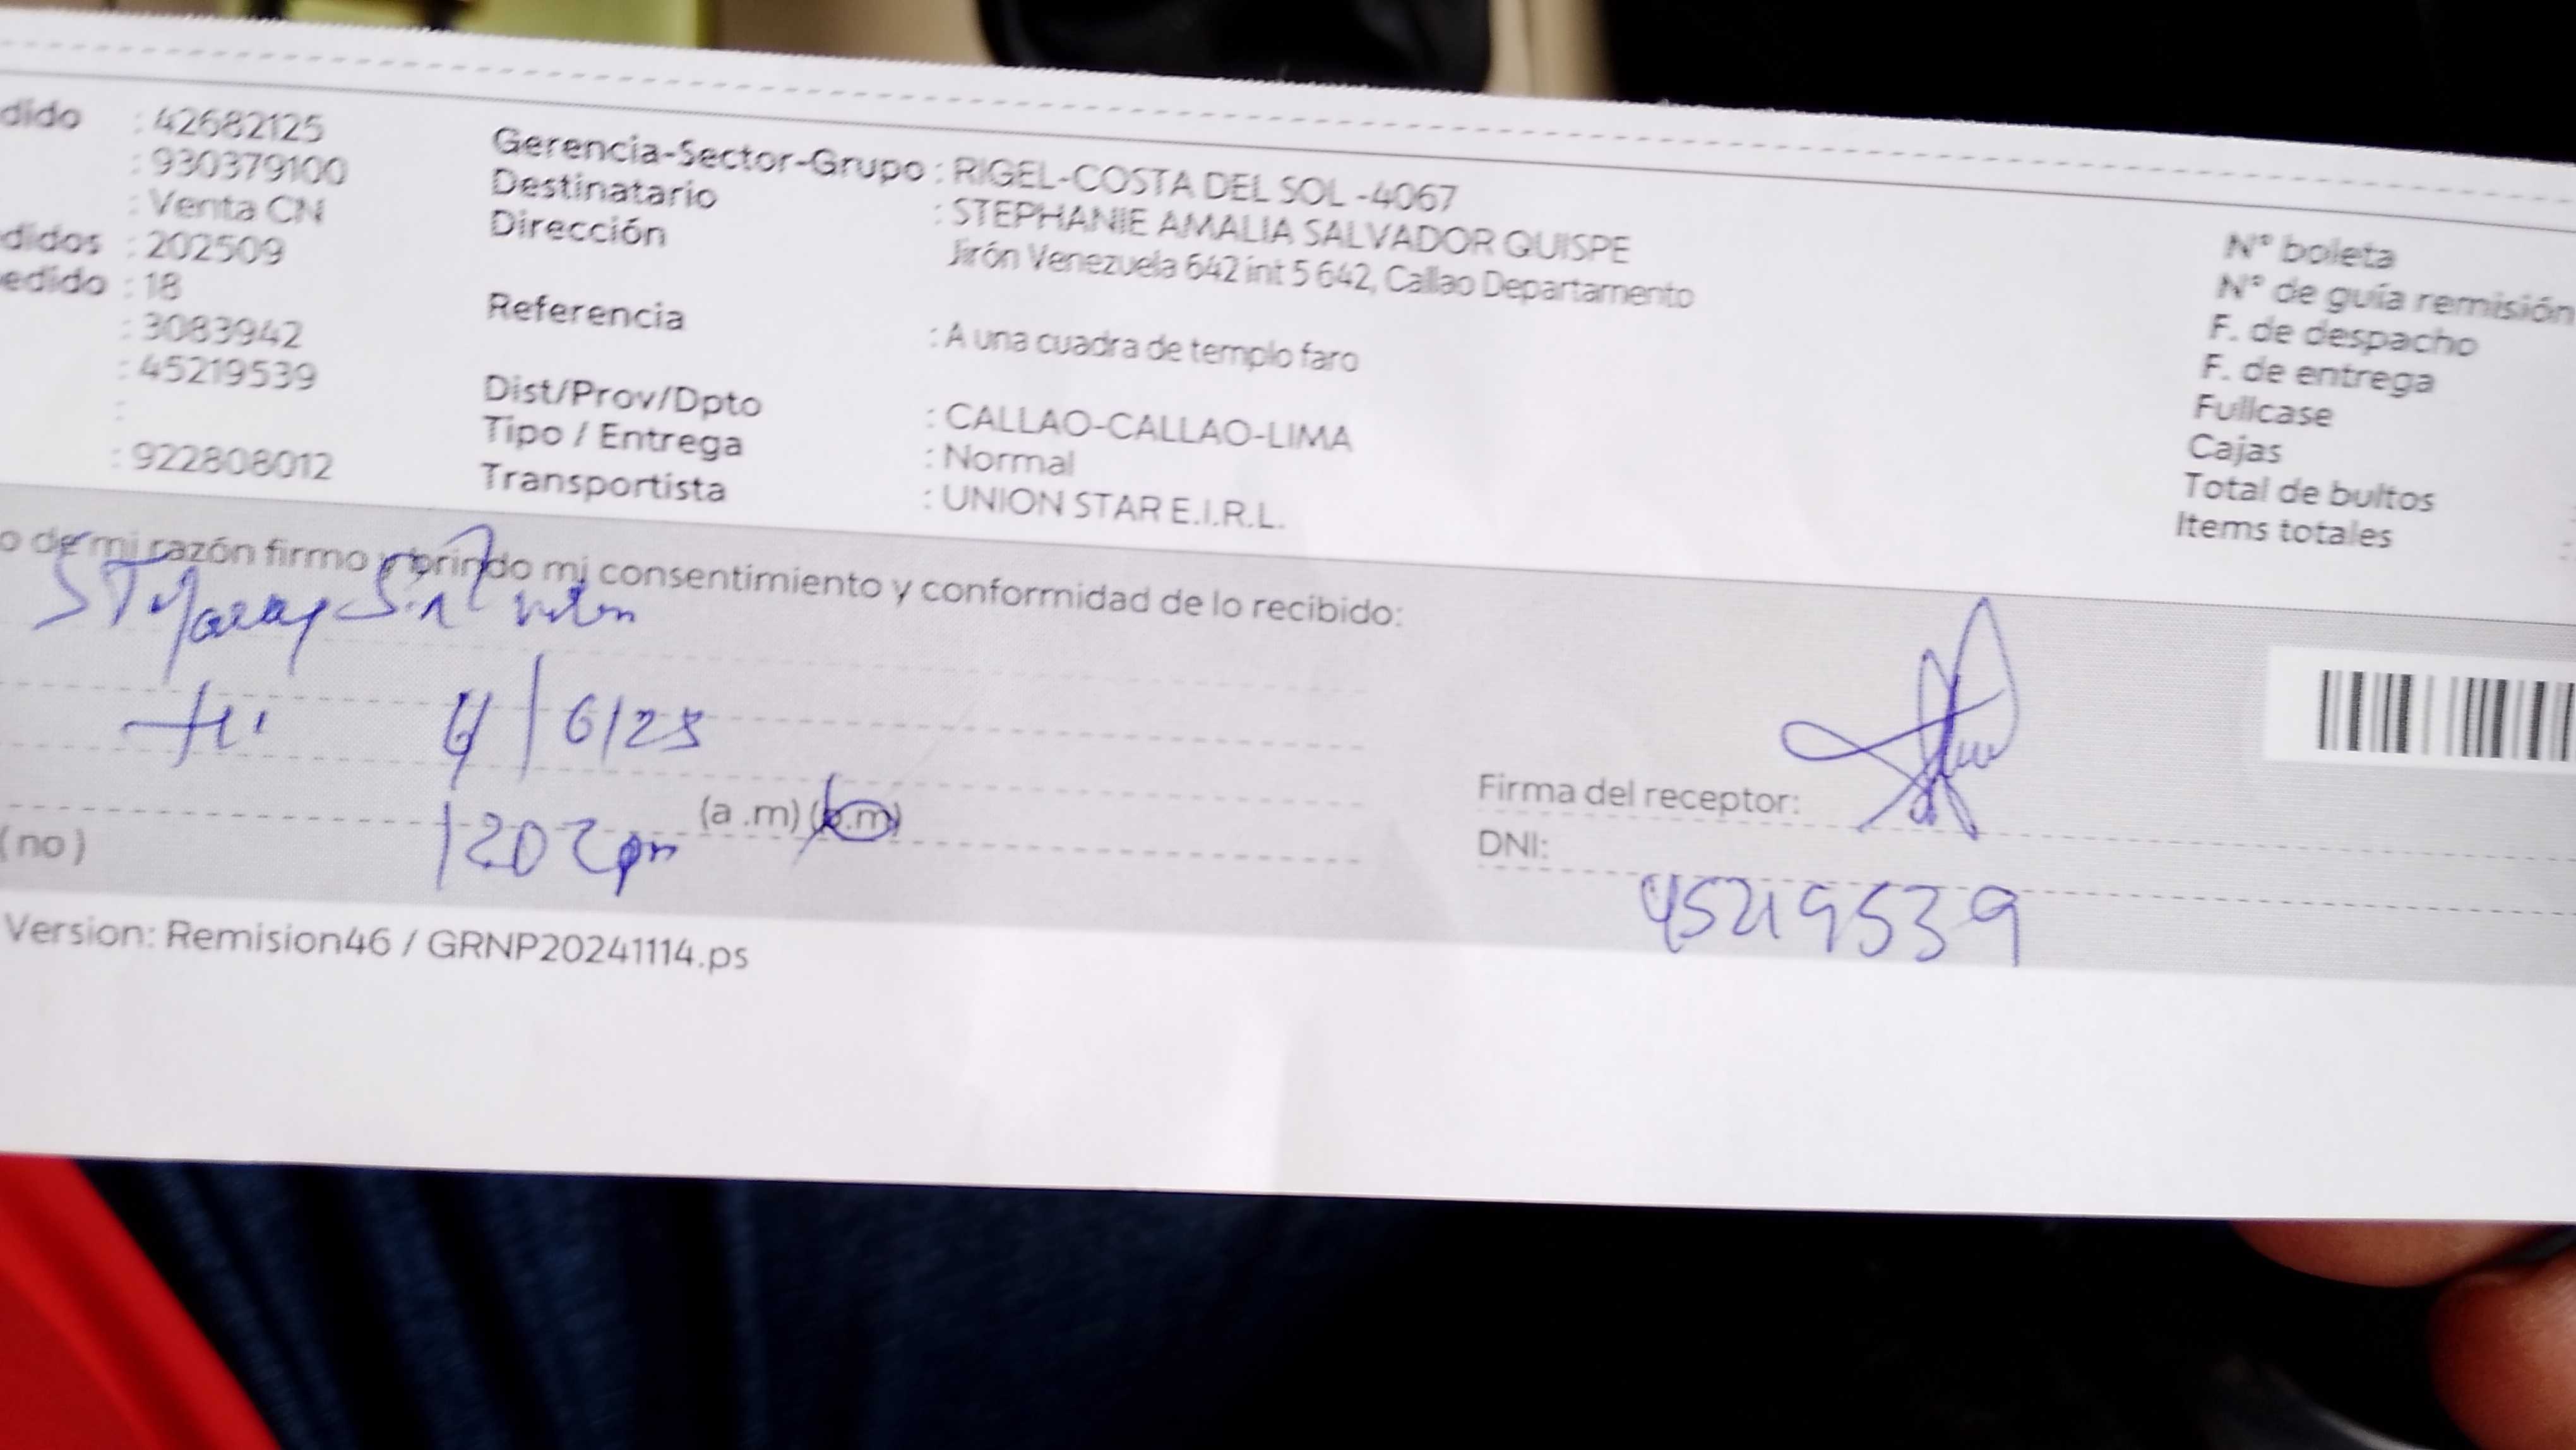 dido : 42682125
: 930379100
: Venta CN
didos : 202509
edido : 18
: 3083942
: 45219539
:
: 922808012
Gerencia-Sector-Grupo : RIGEL-COSTA DEL SOL -4067
Destinatario : STEPHANIE AMALIA SALVADOR QUISPE
Dirección Jirón Venezuela 642 int 5 642, Callao Departamento
Referencia : A una cuadra de templo faro
Dist/Prov/Dpto : CALLAO-CALLAO-LIMA
Tipo / Entrega : Normal
Transportista : UNION STAR E.I.R.L.
N° boleta
N° de guía remisión
F. de despacho
F. de entrega
Fullcase
Cajas
Total de bultos
Items totales :
o de mi razón firmo y brindo mi consentimiento y conformidad de lo recibido:
4/6/25
(a .m) (p.m)
(no)
Firma del receptor:
DNI:
45219539
Version: Remision46 / GRNP20241114.ps